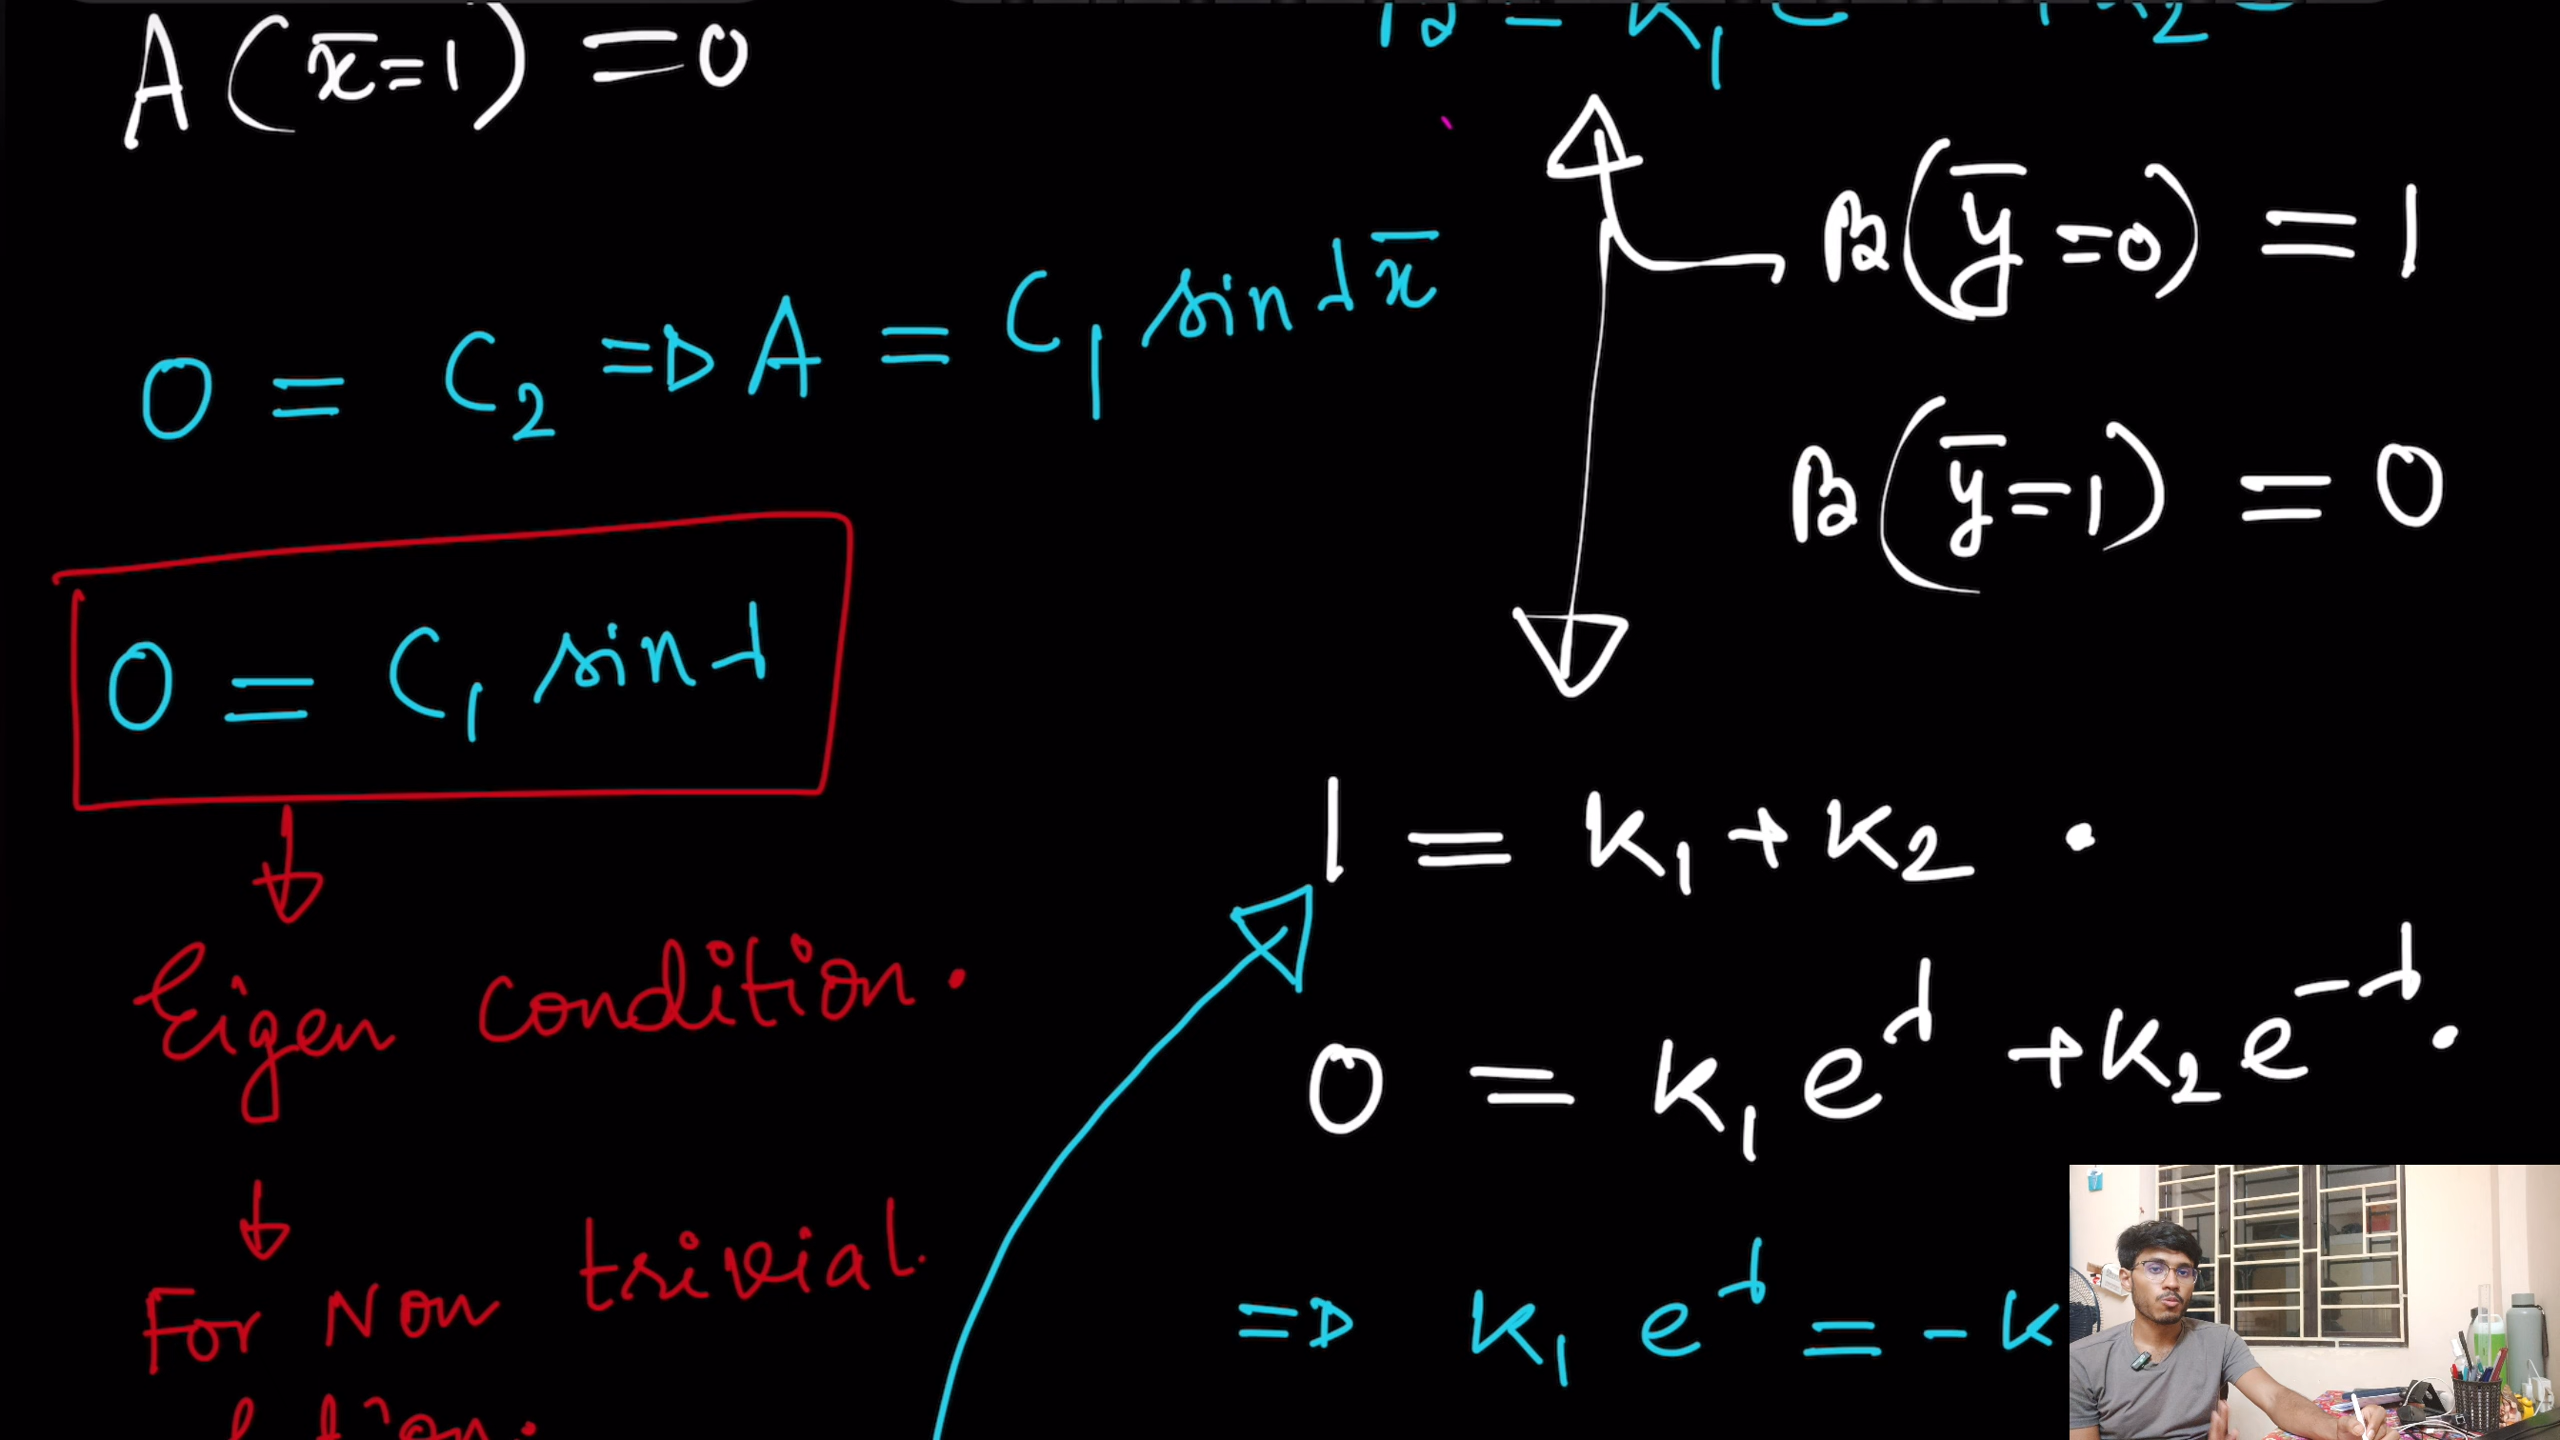 A(x̅=1) = 0
0 = C₂ ⇒ A = C₁ sin λx̅
0 = C₁ sin λ
Eigen condition.
For Non trivial
B(y̅=0) = 1
B(y̅=1) = 0
1 = K₁ + K₂ .
0 = K₁ e^λ + K₂ e^-λ .
⇒ K₁ e^λ = - K